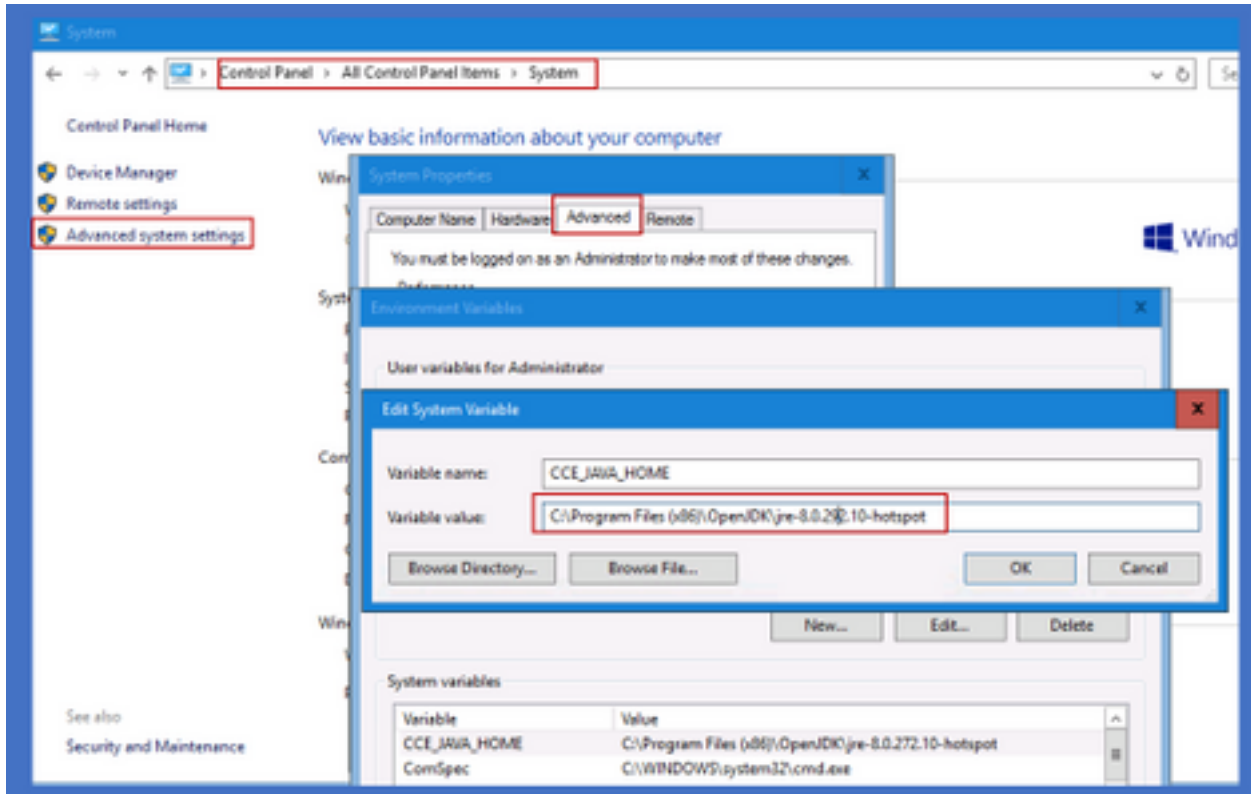 System
Control Panel > All Control Panel Items > System
Control Panel Home
View basic information about your computer
Device Manager
Remote settings
Advanced system settings
Wind
System Properties
Computer Name Hardware Advanced Remote
You must be logged on as an Administrator to make most of these changes.
Performance
Syst
Environment Variables
User variables for Administrator
Edit System Variable
Com
Variable name: CCE_JAVA_HOME
Variable value: C:\Program Files (x86)\OpenJDK\jre-8.0.292.10-hotspot
Browse Directory... Browse File... OK Cancel
Win
New... Edit... Delete
System variables
Variable Value
CCE_JAVA_HOME C:\Program Files (x86)\OpenJDK\jre-8.0.272.10-hotspot
ComSpec C:\WINDOWS\system32\cmd.exe
See also
Security and Maintenance